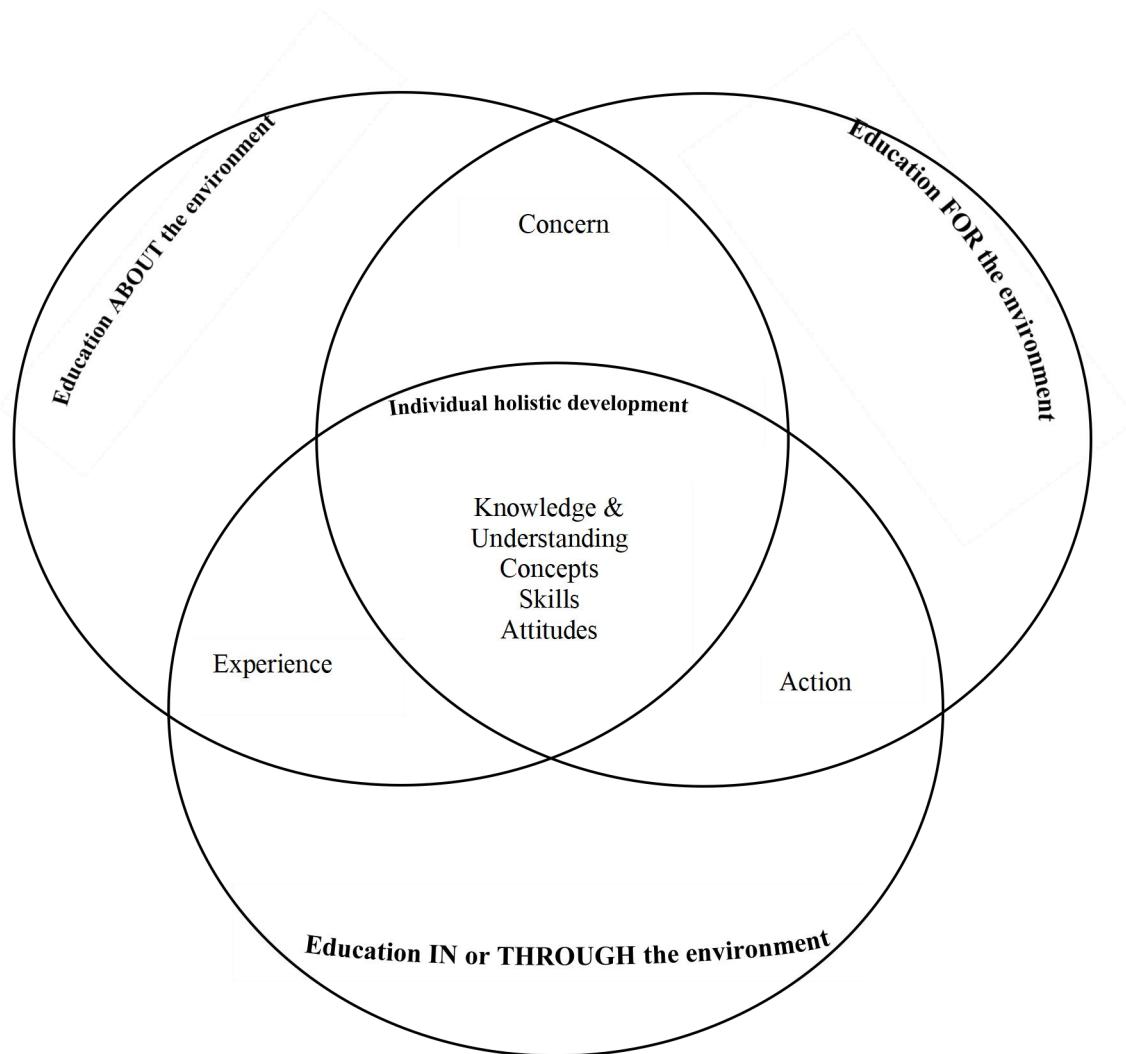 Education ABOUT the environment
Education FOR the environment
Concern
Individual holistic development
Knowledge &
Understanding
Concepts
Skills
Attitudes
Experience
Action
Education IN or THROUGH the environment